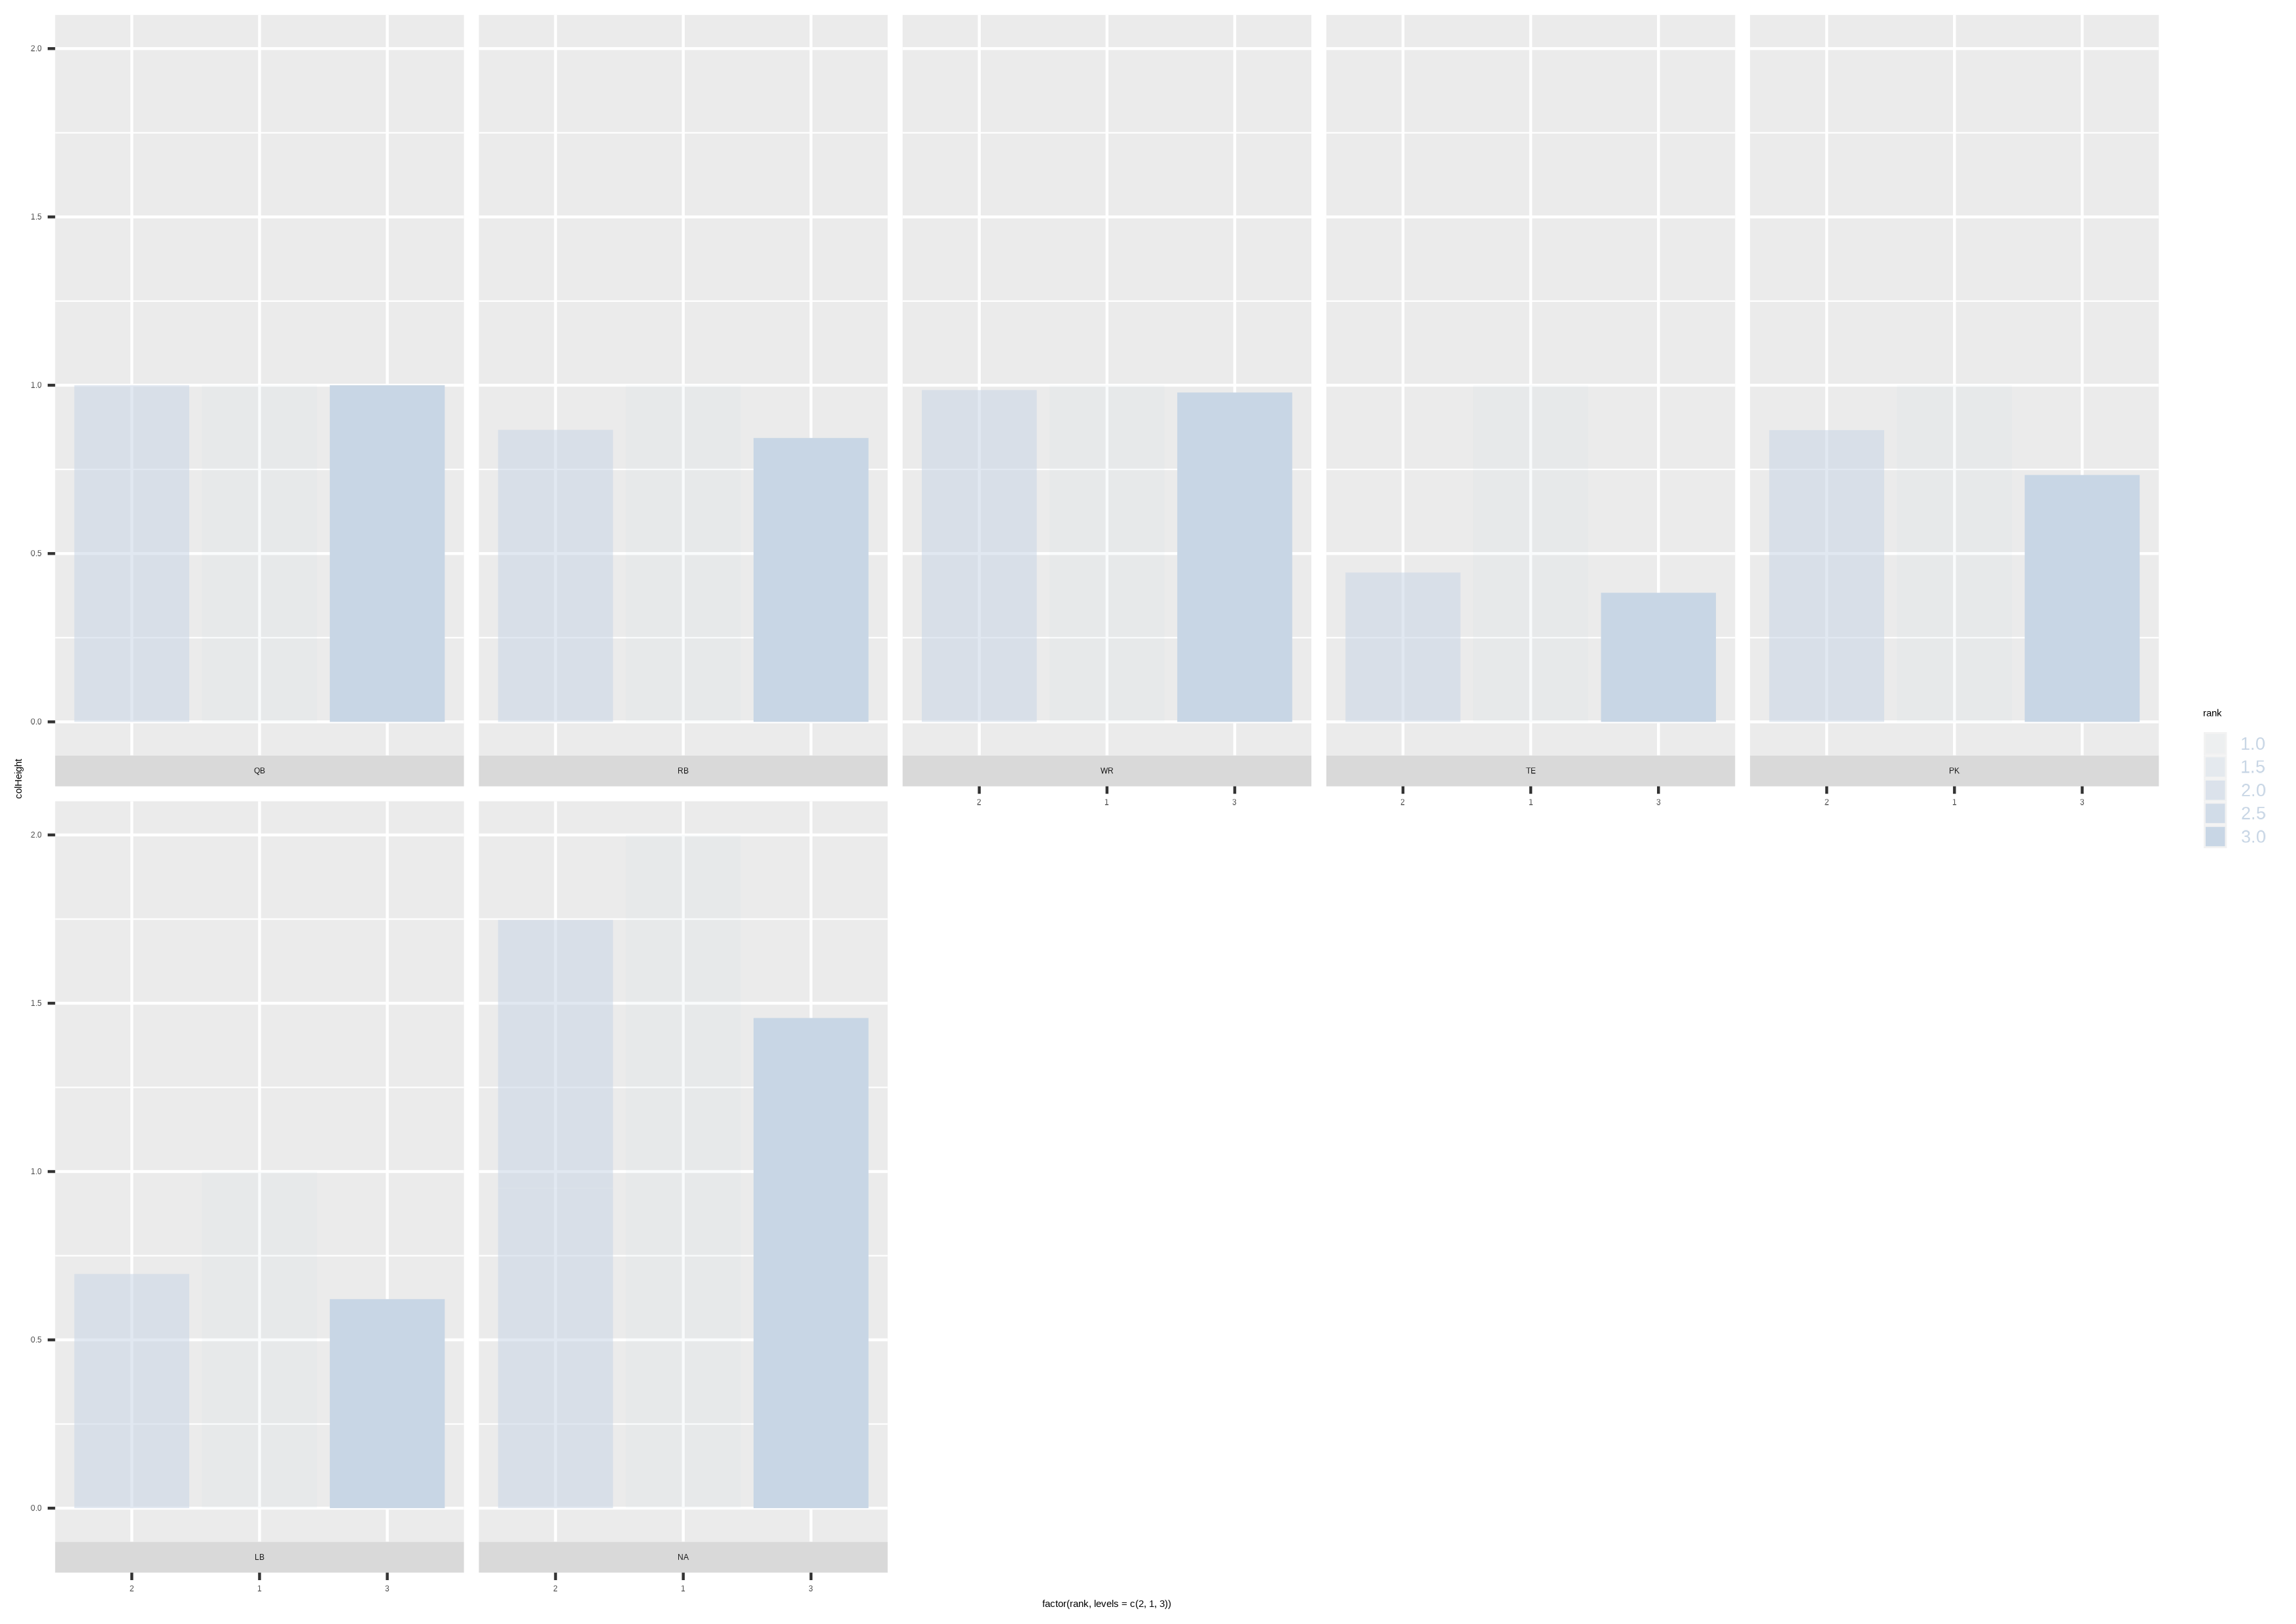 2.0
1.5
1.0
0.5
0.0
QB RB WR TE PK
2 1 3 2 1 3 2 1 3
colHeight
2.0
1.5
1.0
0.5
0.0
LB NA
2 1 3 2 1 3
factor(rank, levels = c(2, 1, 3))
rank
1.0
1.5
2.0
2.5
3.0